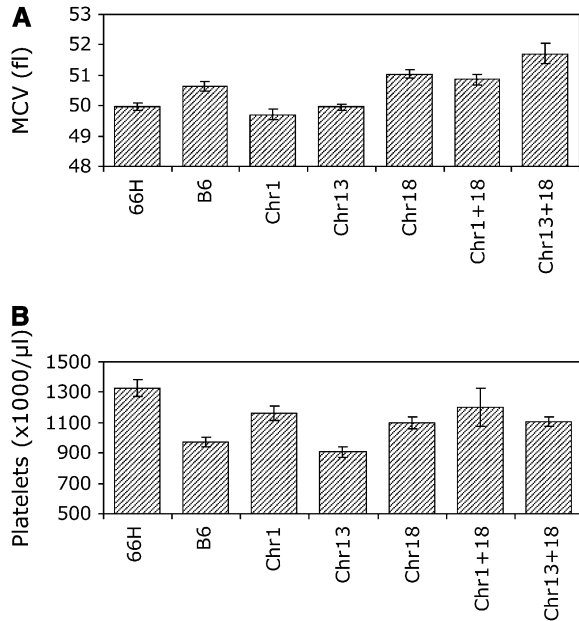 A
MCV (fl)
53
52
51
50
49
48
66H
B6
Chr1
Chr13
Chr18
Chr1+18
Chr13+18
B
Platelets (x1000/µl)
1500
1300
1100
900
700
500
66H
B6
Chr1
Chr13
Chr18
Chr1+18
Chr13+18